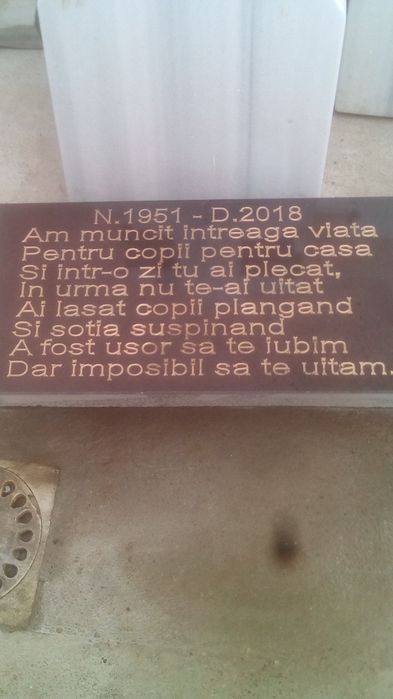 N.1951 - D.2018
Am muncit intreaga viata
Pentru copii pentru casa
Si intr-o zi tu ai plecat,
In urma nu te-ai uitat
Ai lasat copii plangand
Si sotia suspinand
A fost usor sa te iubim
Dar imposibil sa te uitam.